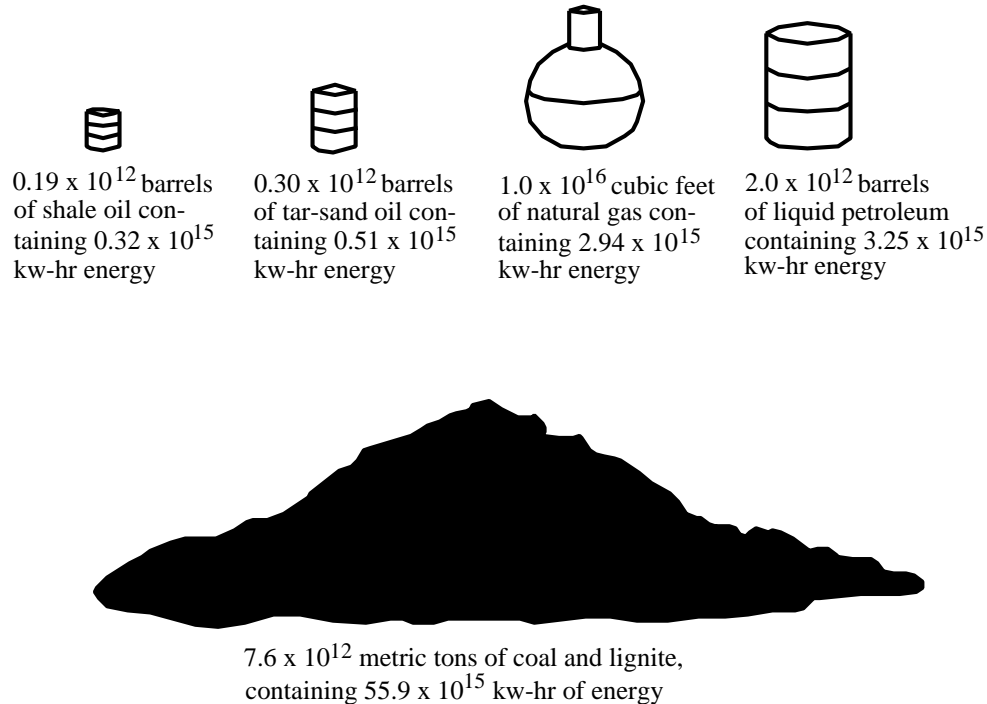 0.19 x 10^12 barrels
of shale oil con-
taining 0.32 x 10^15
kw-hr energy
0.30 x 10^12 barrels
of tar-sand oil con-
taining 0.51 x 10^15
kw-hr energy
1.0 x 10^16 cubic feet
of natural gas con-
taining 2.94 x 10^15
kw-hr energy
2.0 x 10^12 barrels
of liquid petroleum
containing 3.25 x 10^15
kw-hr energy
7.6 x 10^12 metric tons of coal and lignite,
containing 55.9 x 10^15 kw-hr of energy